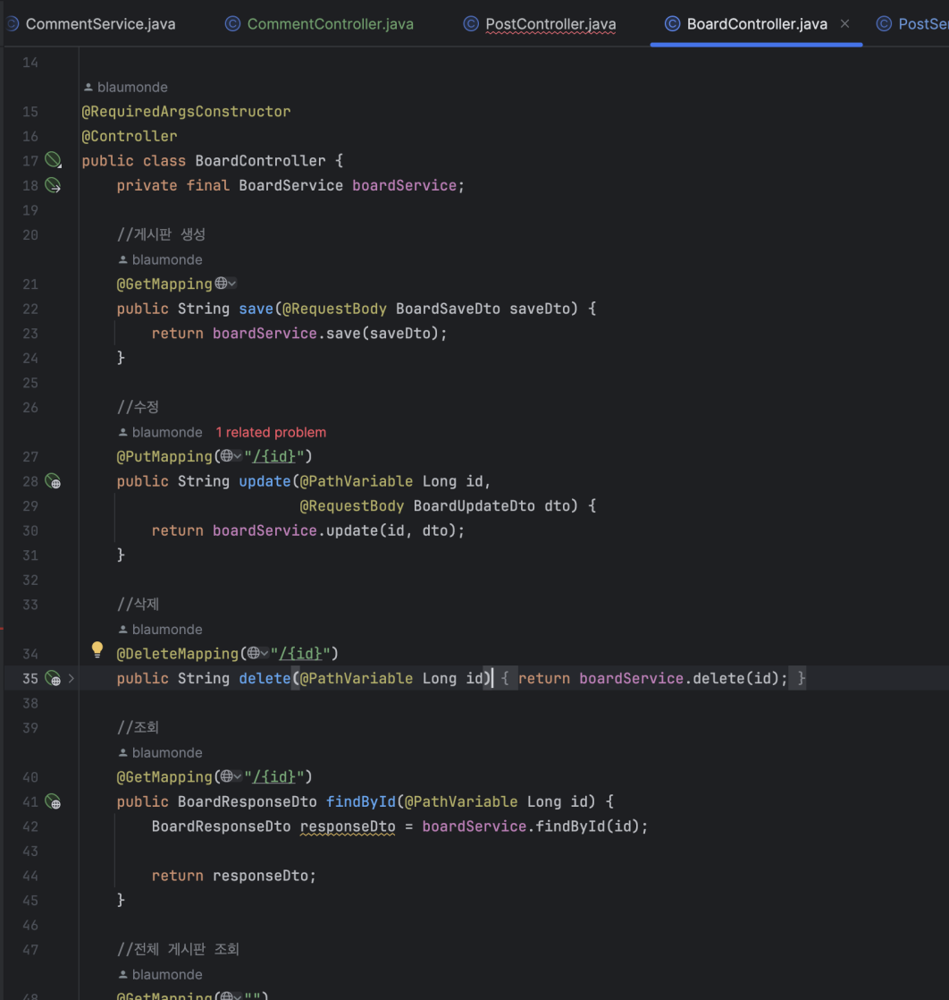 CommentService.java CommentController.java PostController.java BoardController.java × PostSer
14
blaumonde
15 @RequiredArgsConstructor
16 @Controller
17 public class BoardController {
18 private final BoardService boardService;
19
20 //게시판 생성
blaumonde
21 @GetMapping
22 public String save(@RequestBody BoardSaveDto saveDto) {
23 return boardService.save(saveDto);
24 }
25
26 //수정
blaumonde 1 related problem
27 @PutMapping("/{id}")
28 public String update(@PathVariable Long id,
29 @RequestBody BoardUpdateDto dto) {
30 return boardService.update(id, dto);
31 }
32
33 //삭제
blaumonde
34 @DeleteMapping("/{id}")
35 public String delete(@PathVariable Long id) { return boardService.delete(id); }
38
39 //조회
blaumonde
40 @GetMapping("/{id}")
41 public BoardResponseDto findById(@PathVariable Long id) {
42 BoardResponseDto responseDto = boardService.findById(id);
43
44 return responseDto;
45 }
46
47 //전체 게시판 조회
blaumonde
48 @GetMapping("")